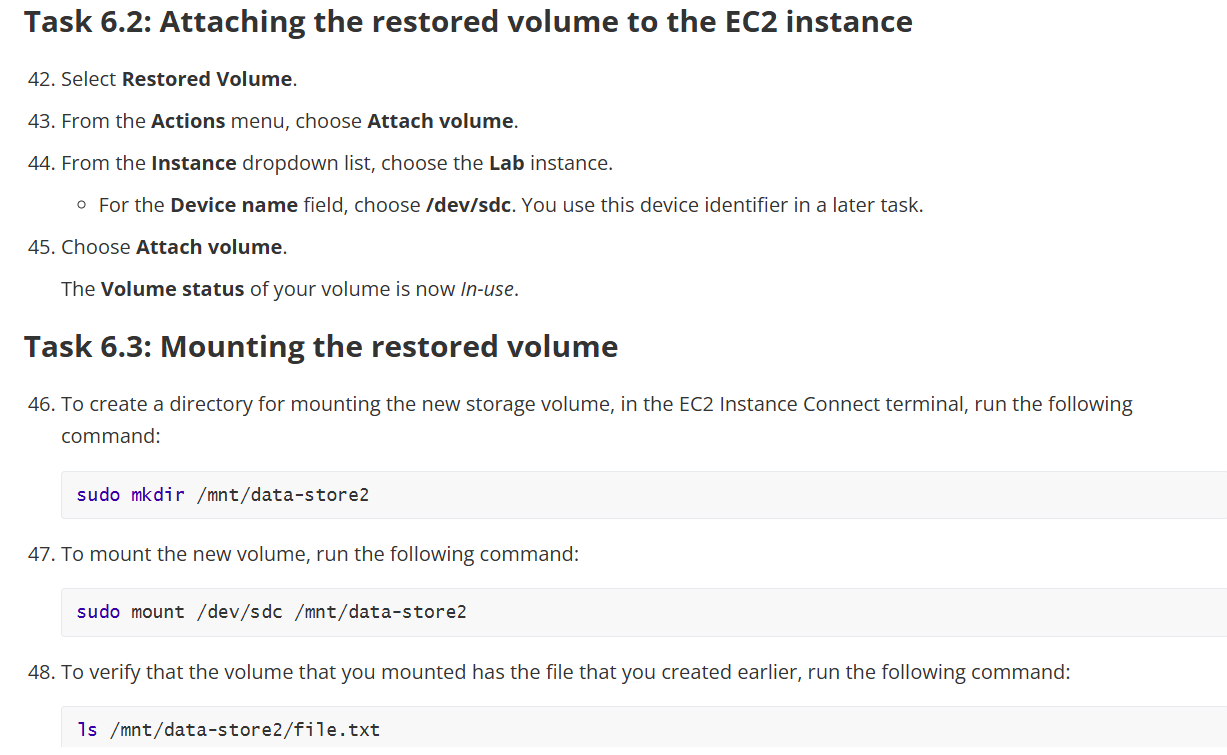 Task 6.2: Attaching the restored volume to the EC2 instance
42. Select Restored Volume.
43. From the Actions menu, choose Attach volume.
44. From the Instance dropdown list, choose the Lab instance.
○ For the Device name field, choose /dev/sdc. You use this device identifier in a later task.
45. Choose Attach volume.
The Volume status of your volume is now In-use.
Task 6.3: Mounting the restored volume
46. To create a directory for mounting the new storage volume, in the EC2 Instance Connect terminal, run the following
command:
sudo mkdir /mnt/data-store2
47. To mount the new volume, run the following command:
sudo mount /dev/sdc /mnt/data-store2
48. To verify that the volume that you mounted has the file that you created earlier, run the following command:
ls /mnt/data-store2/file.txt